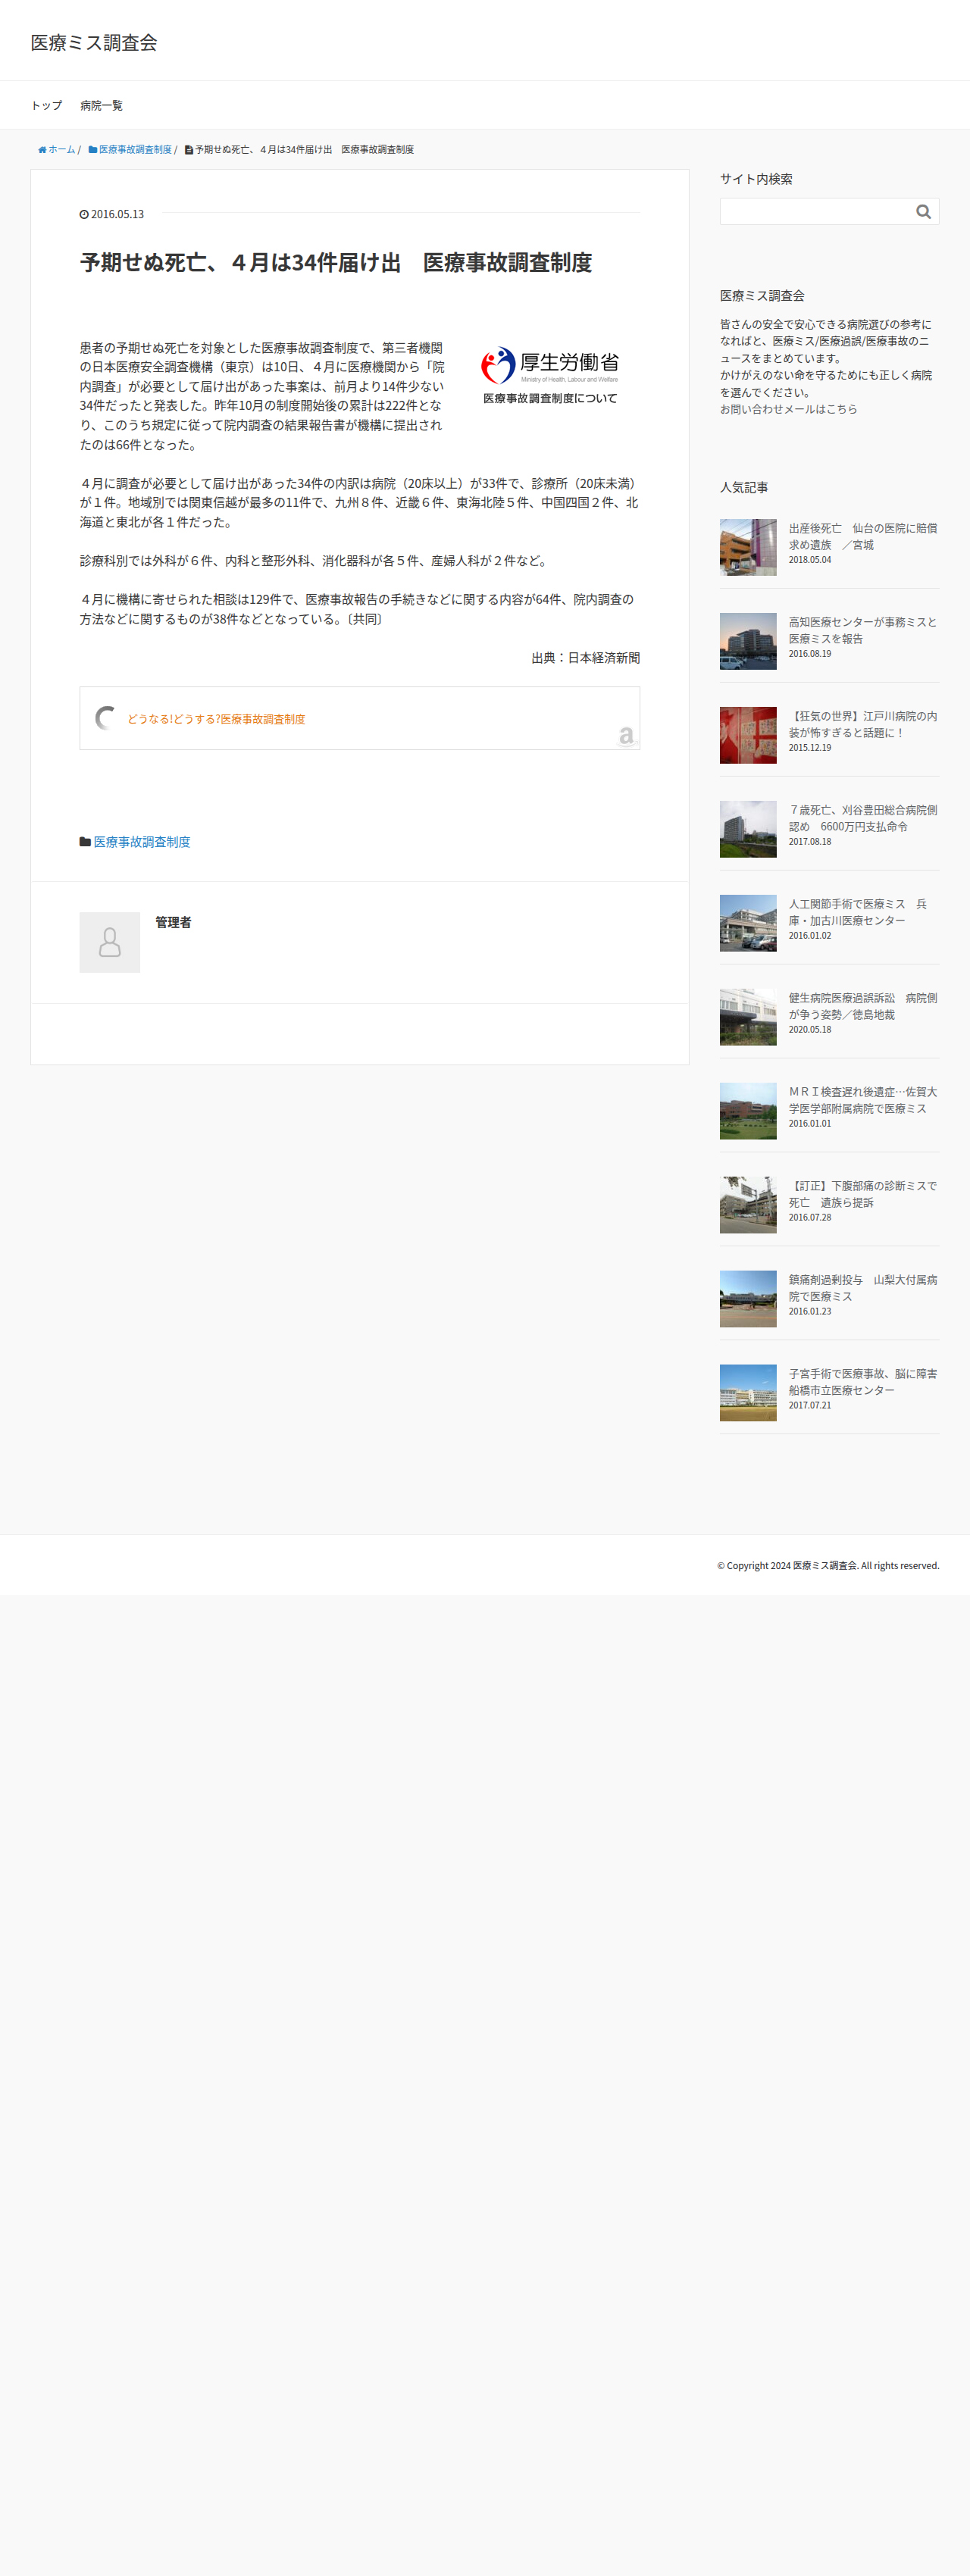 医療ミス調査会
トップ　病院一覧
ホーム / 医療事故調査制度 / 予期せぬ死亡、４月は34件届け出　医療事故調査制度
2016.05.13
予期せぬ死亡、４月は34件届け出　医療事故調査制度
患者の予期せぬ死亡を対象とした医療事故調査制度で、第三者機関
の日本医療安全調査機構（東京）は10日、４月に医療機関から「院
内調査」が必要として届け出があった事案は、前月より14件少ない
34件だったと発表した。昨年10月の制度開始後の累計は222件とな
り、このうち規定に従って院内調査の結果報告書が機構に提出され
たのは66件となった。
厚生労働省
Ministry of Health, Labour and Welfare
医療事故調査制度について
４月に調査が必要として届け出があった34件の内訳は病院（20床以上）が33件で、診療所（20床未満）
が１件。地域別では関東信越が最多の11件で、九州８件、近畿６件、東海北陸５件、中国四国２件、北
海道と東北が各１件だった。
診療科別では外科が６件、内科と整形外科、消化器科が各５件、産婦人科が２件など。
４月に機構に寄せられた相談は129件で、医療事故報告の手続きなどに関する内容が64件、院内調査の
方法などに関するものが38件などとなっている。〔共同〕
出典：日本経済新聞
どうなる!どうする?医療事故調査制度
a
医療事故調査制度
管理者
サイト内検索
医療ミス調査会
皆さんの安全で安心できる病院選びの参考に
なればと、医療ミス/医療過誤/医療事故のニ
ュースをまとめています。
かけがえのない命を守るためにも正しく病院
を選んでください。
お問い合わせメールはこちら
人気記事
出産後死亡　仙台の医院に賠償
求め遺族　／宮城
2018.05.04
高知医療センターが事務ミスと
医療ミスを報告
2016.08.19
【狂気の世界】江戸川病院の内
装が怖すぎると話題に！
2015.12.19
７歳死亡、刈谷豊田総合病院側
認め　6600万円支払命令
2017.08.18
人工関節手術で医療ミス　兵
庫・加古川医療センター
2016.01.02
健生病院医療過誤訴訟　病院側
が争う姿勢／徳島地裁
2020.05.18
ＭＲＩ検査遅れ後遺症…佐賀大
学医学部附属病院で医療ミス
2016.01.01
【訂正】下腹部痛の診断ミスで
死亡　遺族ら提訴
2016.07.28
鎮痛剤過剰投与　山梨大付属病
院で医療ミス
2016.01.23
子宮手術で医療事故、脳に障害
船橋市立医療センター
2017.07.21
© Copyright 2024 医療ミス調査会. All rights reserved.